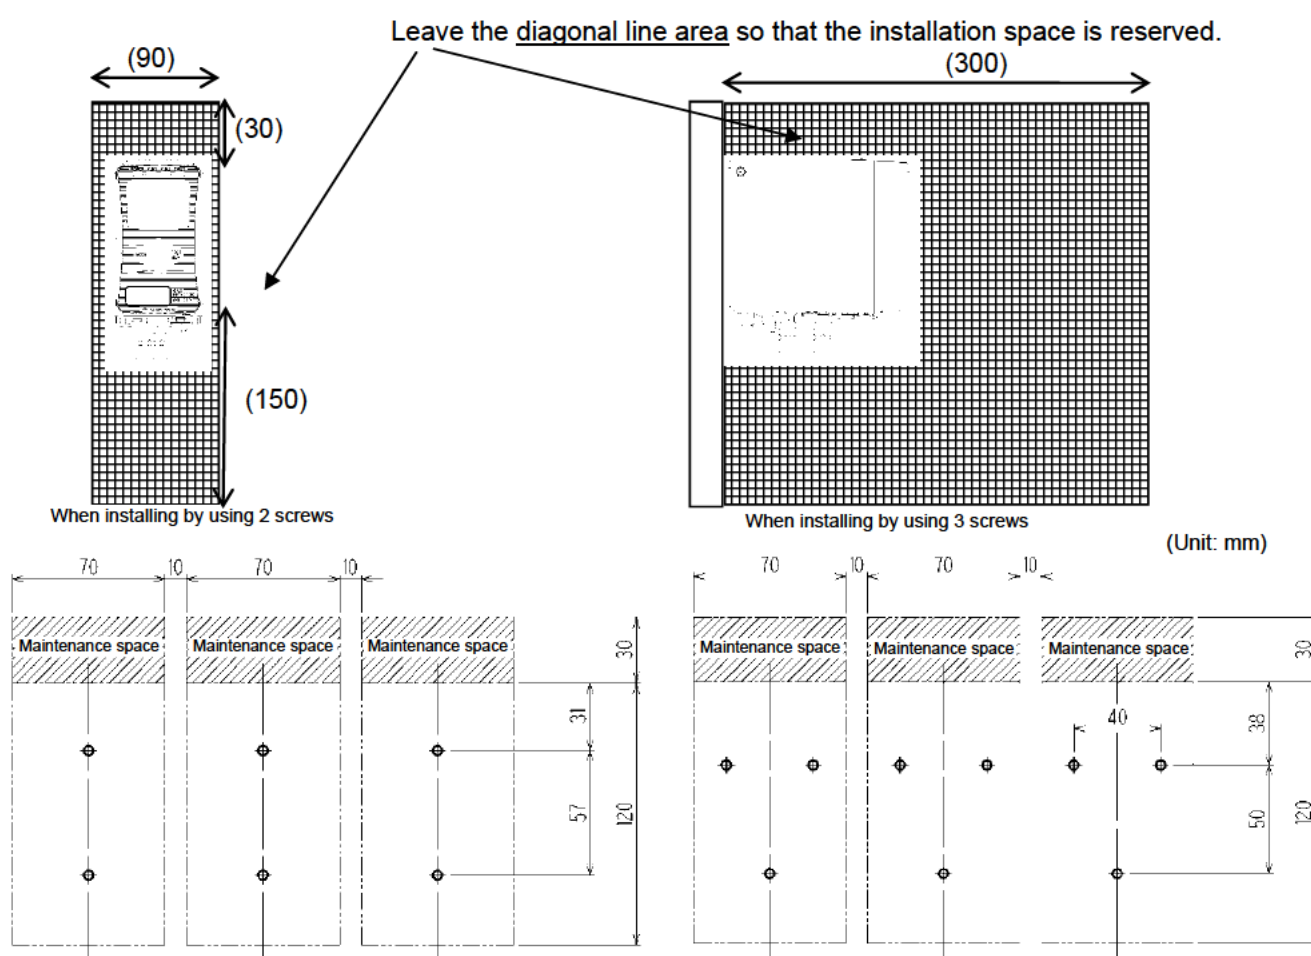 Leave the diagonal line area so that the installation space is reserved.
(90)
(300)
(30)
(150)
When installing by using 2 screws
When installing by using 3 screws
(Unit: mm)
70 10 70 10
70 10 70 10
Maintenance space Maintenance space Maintenance space
30
Maintenance space Maintenance space Maintenance space
30
31
57
120
40
38
50
120